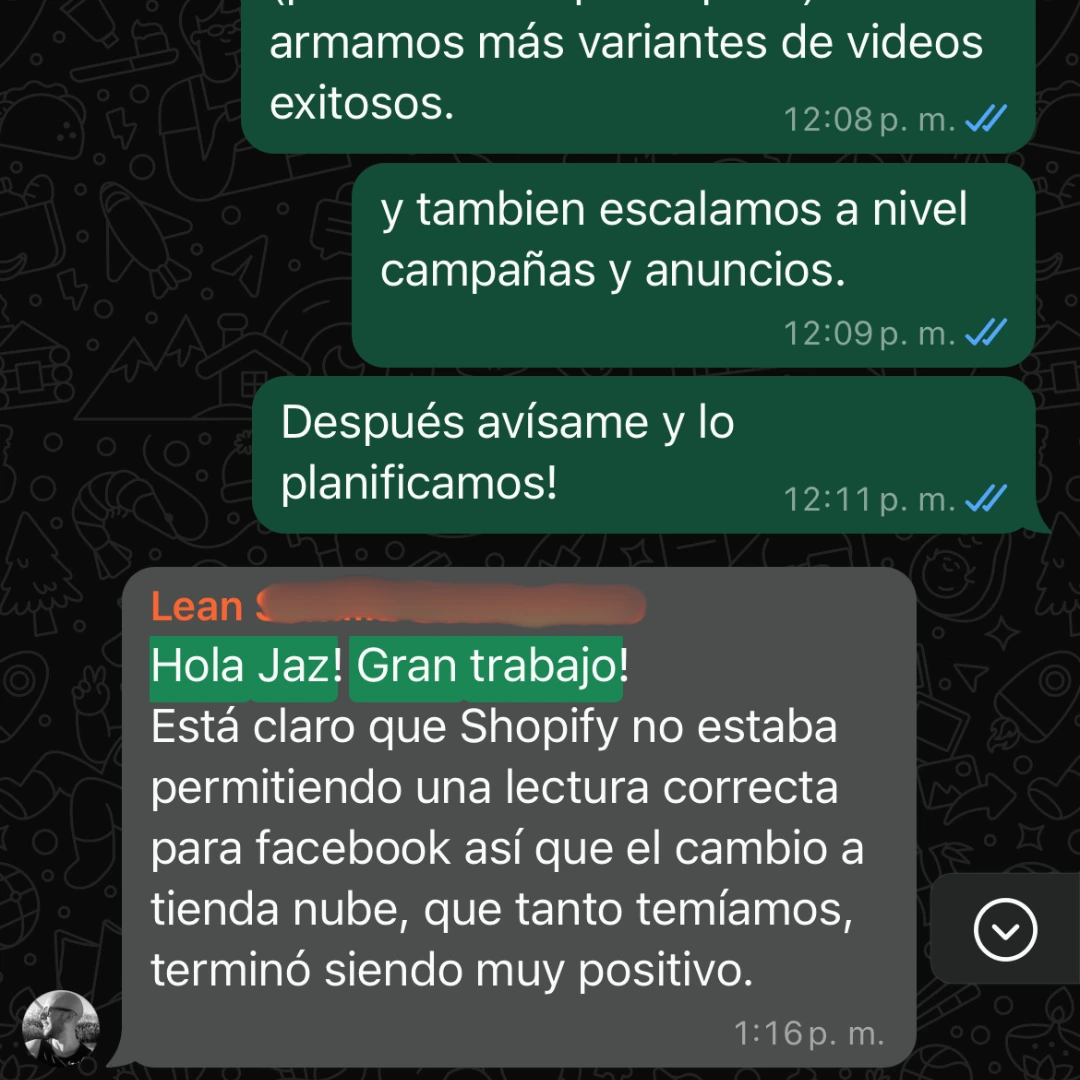 armamos más variantes de videos
exitosos.
12:08 p. m.
y tambien escalamos a nivel
campañas y anuncios.
12:09 p. m.
Después avísame y lo
planificamos!
12:11 p. m.
Lean
Hola Jaz! Gran trabajo!
Está claro que Shopify no estaba
permitiendo una lectura correcta
para facebook así que el cambio a
tienda nube, que tanto temíamos,
terminó siendo muy positivo.
1:16 p. m.